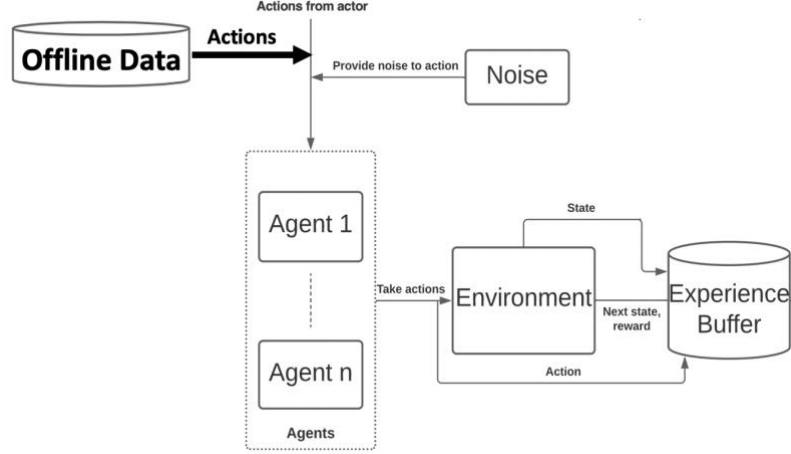 Actions from actor
Actions
Offline Data
Provide noise to action
Noise
Agent 1
State
Take actions
Environment
Experience
Buffer
Next state,
reward
Agent n
Action
Agents